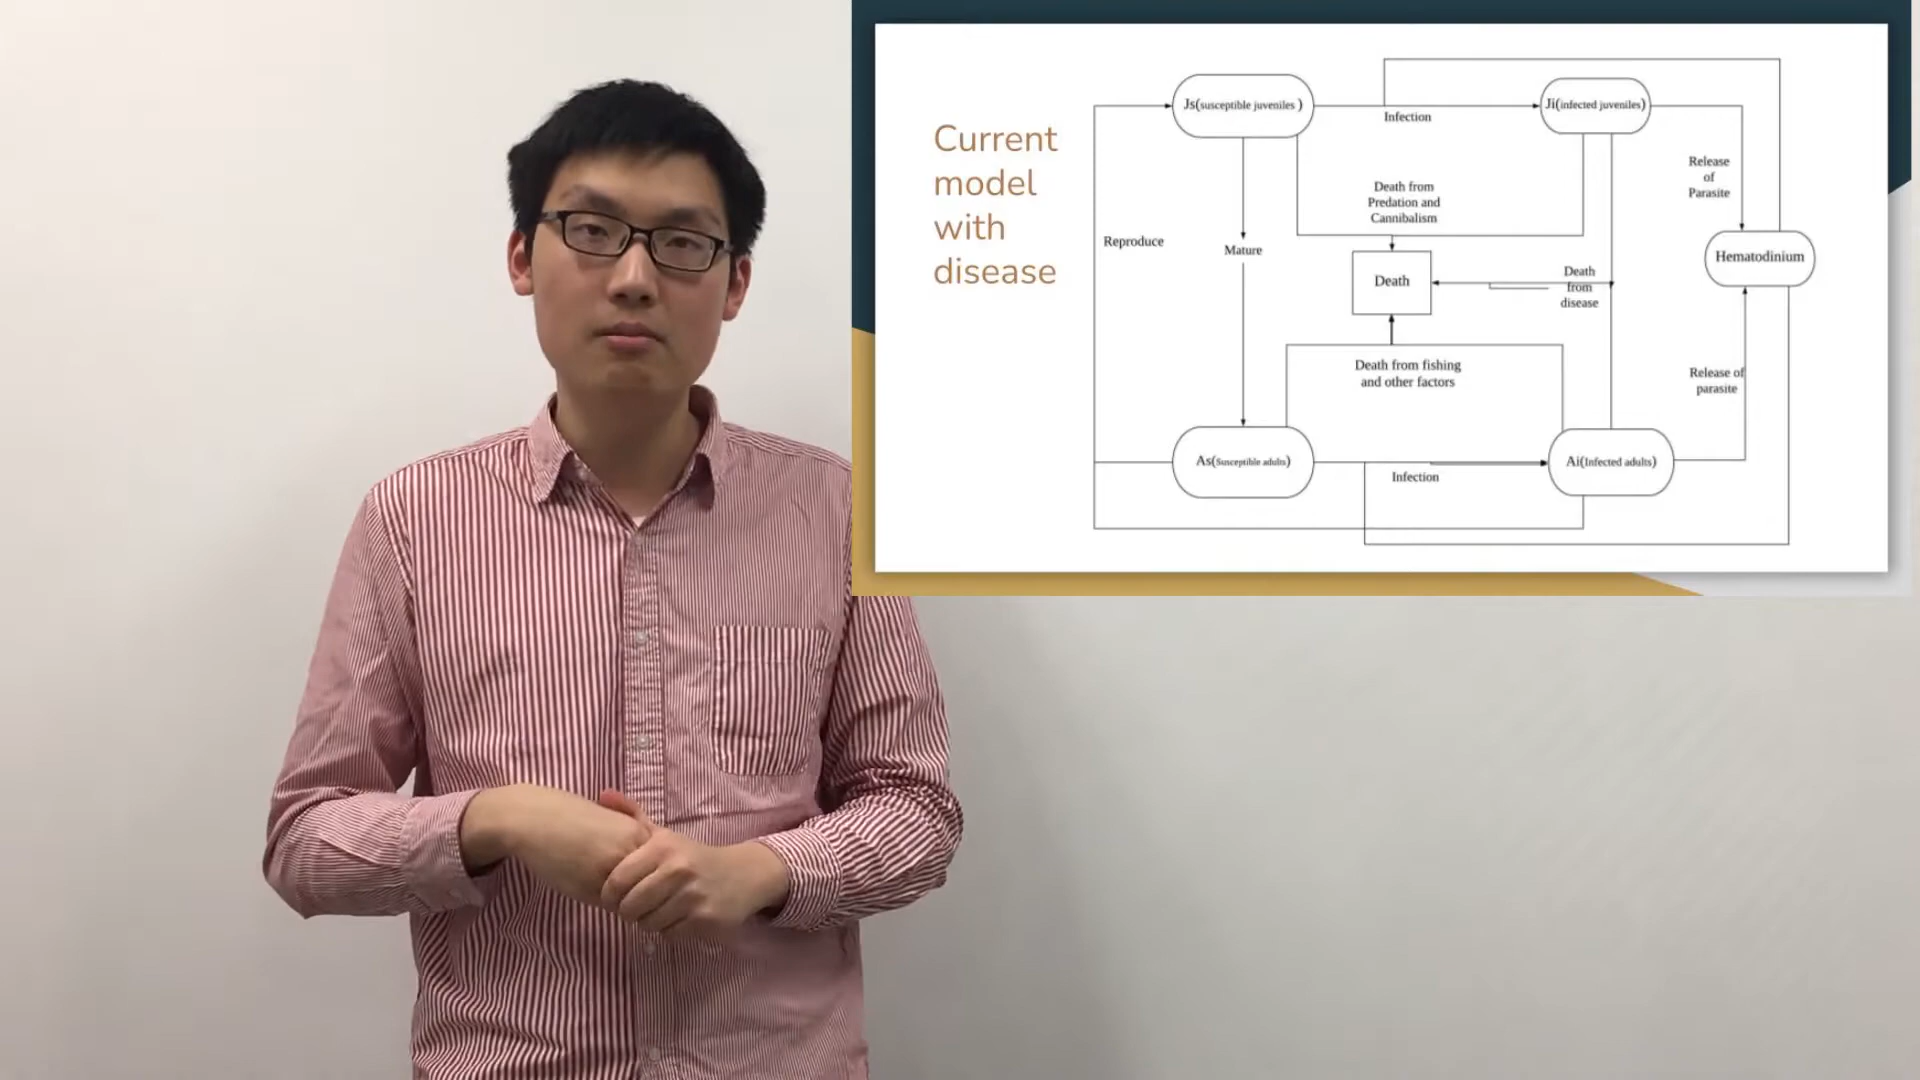 Current
model
with
disease
Js(susceptible juveniles )
Infection
Ji(infected juveniles)
Release
of
Parasite
Death from
Predation and
Cannibalism
Reproduce
Mature
Death
Death
from
disease
Hematodinium
Death from fishing
and other factors
Release of
parasite
As(Susceptible adults)
Infection
Ai(Infected adults)